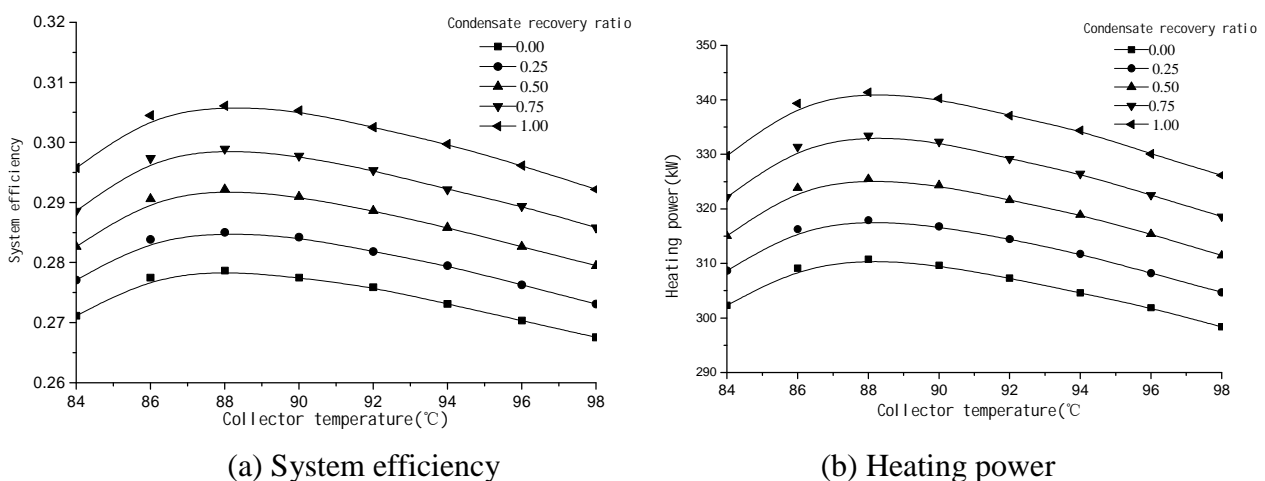 Condensate recovery ratio
0.00
0.25
0.50
0.75
1.00
0.32
0.31
0.30
0.29
0.28
0.27
0.26
System efficiency
84 86 88 90 92 94 96 98
Collector temperature(℃)
(a) System efficiency
Condensate recovery ratio
0.00
0.25
0.50
0.75
1.00
350
340
330
320
310
300
290
Heating power(kW)
84 86 88 90 92 94 96 98
Collector temperature(℃)
(b) Heating power